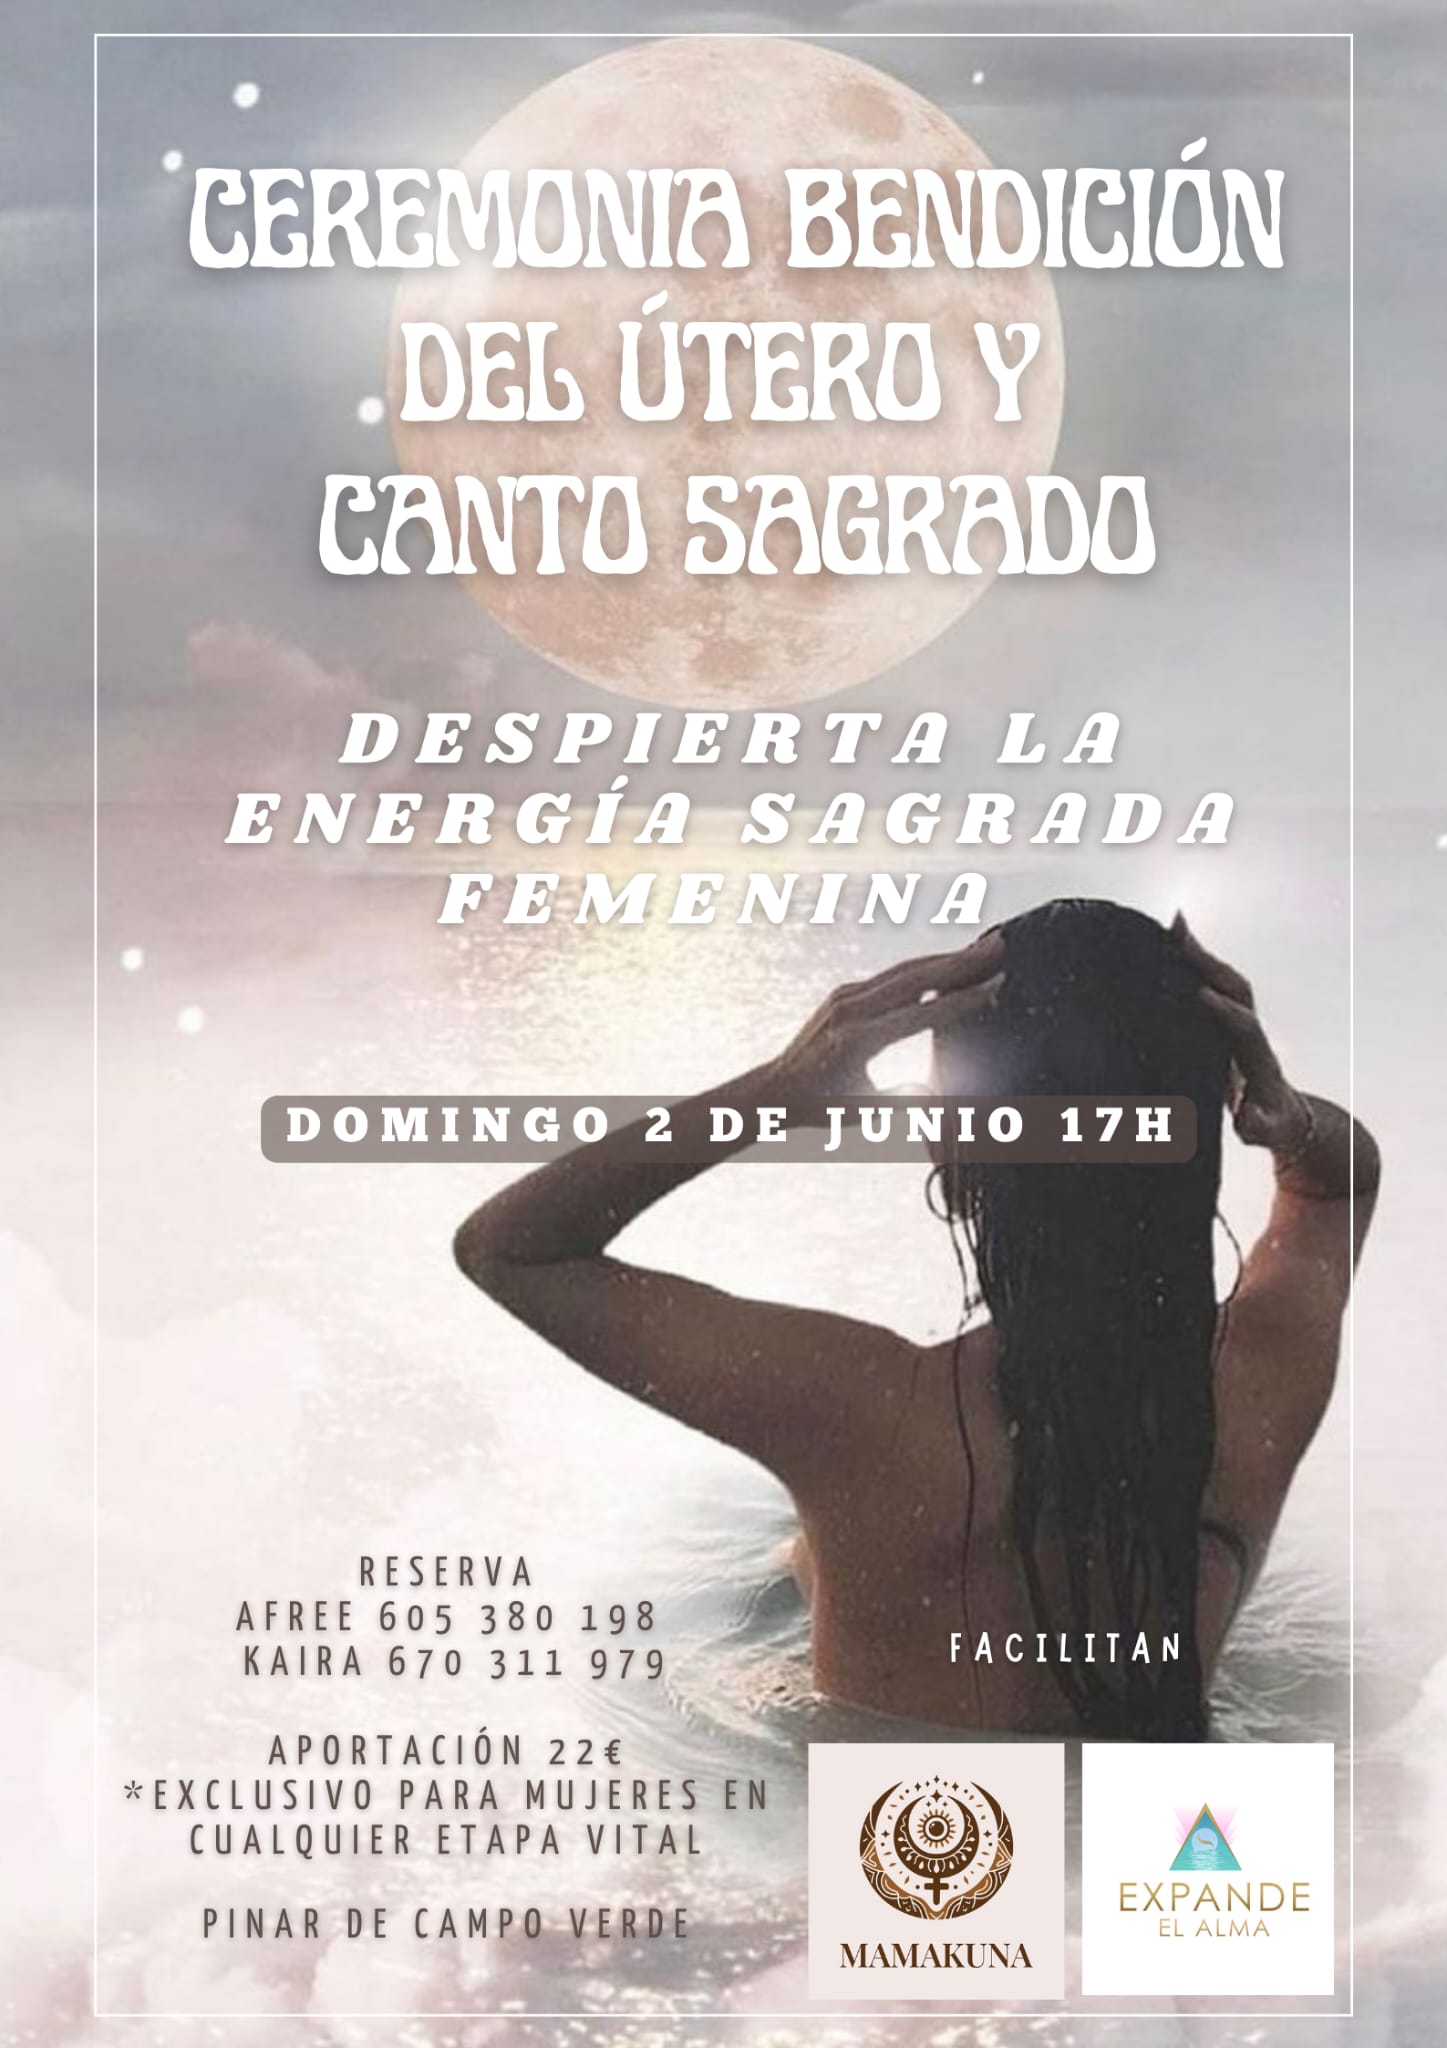 CEREMONIA BENDICIÓN
DEL ÚTERO Y
CANTO SAGRADO
DESPIERTA LA
ENERGÍA SAGRADA
FEMENINA
DOMINGO 2 DE JUNIO 17H
RESERVA
AFREE 605 380 198
KAIRA 670 311 979
APORTACIÓN 22€
*EXCLUSIVO PARA MUJERES EN
CUALQUIER ETAPA VITAL
PINAR DE CAMPO VERDE
FACILITAN
MAMAKUNA
EXPANDE
EL ALMA